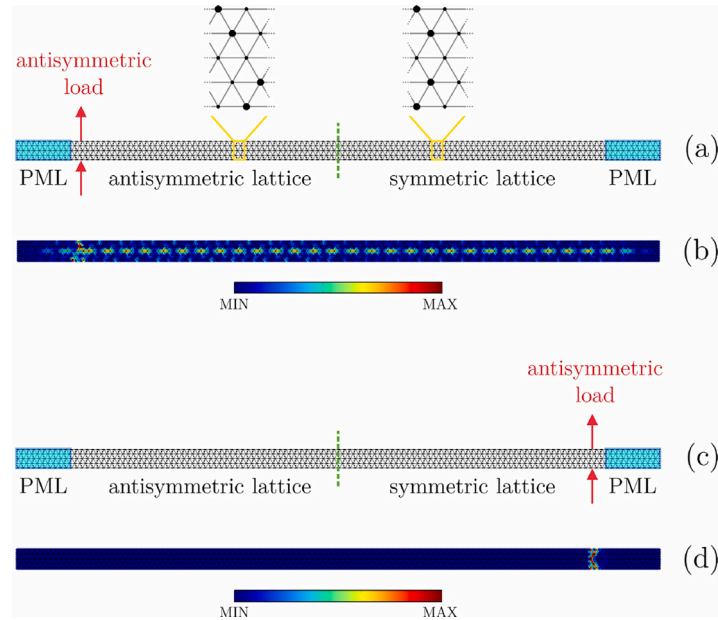 antisymmetric
load
(a)
PML
antisymmetric lattice
symmetric lattice
PML
(b)
MIN
MAX
antisymmetric
load
(c)
PML
antisymmetric lattice
symmetric lattice
PML
(d)
MIN
MAX